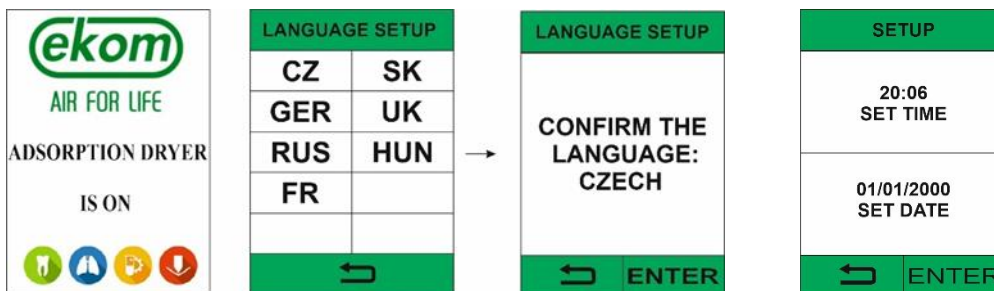 ekom
AIR FOR LIFE
ADSORPTION DRYER
IS ON
LANGUAGE SETUP
CZ SK
GER UK
RUS HUN
FR
LANGUAGE SETUP
CONFIRM THE
LANGUAGE:
CZECH
ENTER
SETUP
20:06
SET TIME
01/01/2000
SET DATE
ENTER